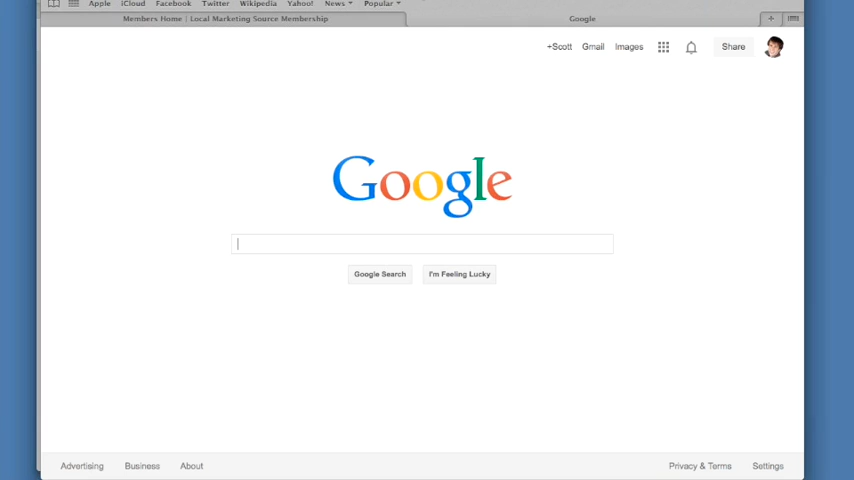 Apple iCloud Facebook Twitter Wikipedia Yahoo! News Popular
Members Home | Local Marketing Source Membership Google
+Scott Gmail Images Share
Google
Google Search I'm Feeling Lucky
Advertising Business About Privacy & Terms Settings